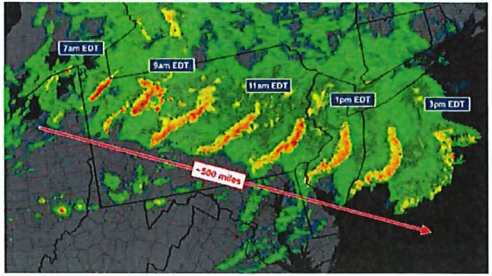 7am EDT
9am EDT
11am EDT
1pm EDT
3pm EDT
~500 miles